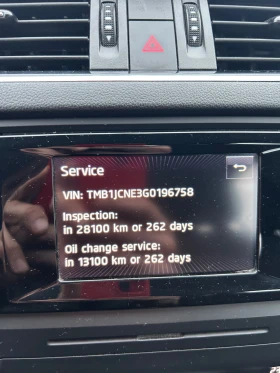 Service
VIN: TMB1JCNE3G0196758
Inspection:
in 28100 km or 262 days
Oil change service:
in 13100 km or 262 days